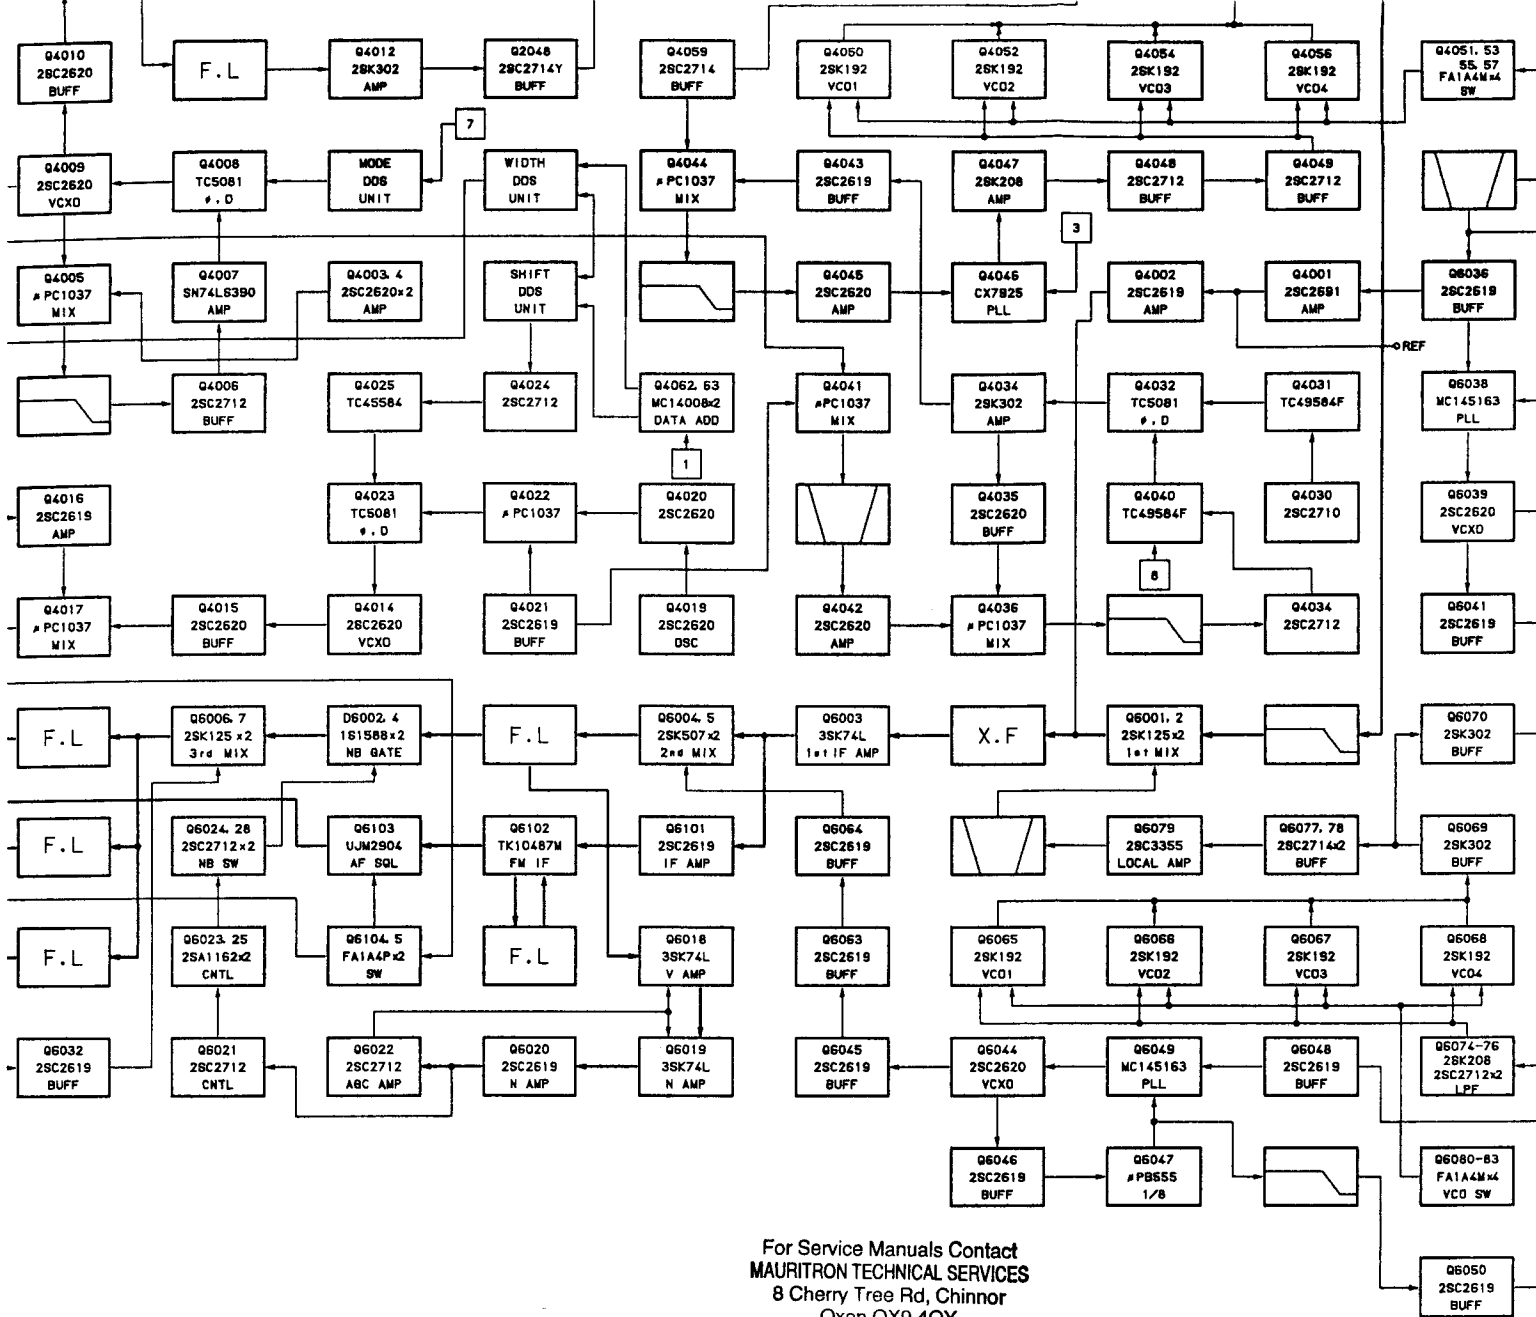 Q4010
2SC2620
BUFF
F.L
Q4012
2SK302
AMP
Q2048
2SC2714Y
BUFF
Q4059
2SC2714
BUFF
Q4050
2SK192
VCO1
Q4052
2SK192
VCO2
Q4054
2SK192
VCO3
Q4056
2SK192
VCO4
Q4051. 53
55. 57
FA1A4M×4
SW
7
Q4009
2SC2620
VCXO
Q4008
TC5081
φ. D
MODE
DDS
UNIT
WIDTH
DDS
UNIT
Q4044
μPC1037
MIX
Q4043
2SC2619
BUFF
Q4047
2SK208
AMP
Q4048
2SC2712
BUFF
Q4049
2SC2712
BUFF
3
Q4005
μPC1037
MIX
Q4007
SN74LS390
AMP
Q4003. 4
2SC2620×2
AMP
SHIFT
DDS
UNIT
Q4045
2SC2620
AMP
Q4046
CX7925
PLL
Q4002
2SC2619
AMP
Q4001
2SC2691
AMP
Q6036
2SC2619
BUFF
REF
Q4006
2SC2712
BUFF
Q4025
TC45584
Q4024
2SC2712
Q4062. 63
MC14008×2
DATA ADD
Q4041
μPC1037
MIX
Q4034
2SK302
AMP
Q4032
TC5081
φ. D
Q4031
TC49584F
Q6038
MC145163
PLL
1
Q4016
2SC2619
AMP
Q4023
TC5081
φ. D
Q4022
μPC1037
Q4020
2SC2620
Q4035
2SC2620
BUFF
Q4040
TC49584F
Q4030
2SC2710
Q6039
2SC2620
VCXO
8
Q4017
μPC1037
MIX
Q4015
2SC2620
BUFF
Q4014
2SC2620
VCXO
Q4021
2SC2619
BUFF
Q4019
2SC2620
OSC
Q4042
2SC2620
AMP
Q4036
μPC1037
MIX
Q4034
2SC2712
Q6041
2SC2619
BUFF
F.L
Q6006. 7
2SK125×2
3rd MIX
D6002. 4
1S1588×2
NB GATE
F.L
Q6004. 5
2SK507×2
2nd MIX
Q6003
3SK74L
1st IF AMP
X.F
Q6001. 2
2SK125×2
1st MIX
Q6070
2SK302
BUFF
F.L
Q6024. 28
2SC2712×2
NB SW
Q6103
UJM2904
AF SQL
Q6102
TK10487M
FM IF
Q6101
2SC2619
IF AMP
Q6064
2SC2619
BUFF
Q6079
2SC3355
LOCAL AMP
Q6077. 78
2SC2714×2
BUFF
Q6069
2SK302
BUFF
F.L
Q6023. 25
2SA1162×2
CNTL
Q6104. 5
FA1A4P×2
SW
F.L
Q6018
3SK74L
V AMP
Q6063
2SC2619
BUFF
Q6065
2SK192
VCO1
Q6066
2SK192
VCO2
Q6067
2SK192
VCO3
Q6068
2SK192
VCO4
Q6032
2SC2619
BUFF
Q6021
2SC2712
CNTL
Q6022
2SC2712
AGC AMP
Q6020
2SC2619
N AMP
Q6019
3SK74L
N AMP
Q6045
2SC2619
BUFF
Q6044
2SC2620
VCXO
Q6049
MC145163
PLL
Q6048
2SC2619
BUFF
Q6074-76
2SK208
2SC2712×2
LPF
Q6046
2SC2619
BUFF
Q6047
μPB555
1/8
Q6080-83
FA1A4M×4
VCO SW
Q6050
2SC2619
BUFF
For Service Manuals Contact
MAURITRON TECHNICAL SERVICES
8 Cherry Tree Rd, Chinnor
Oxon OX9 4QY